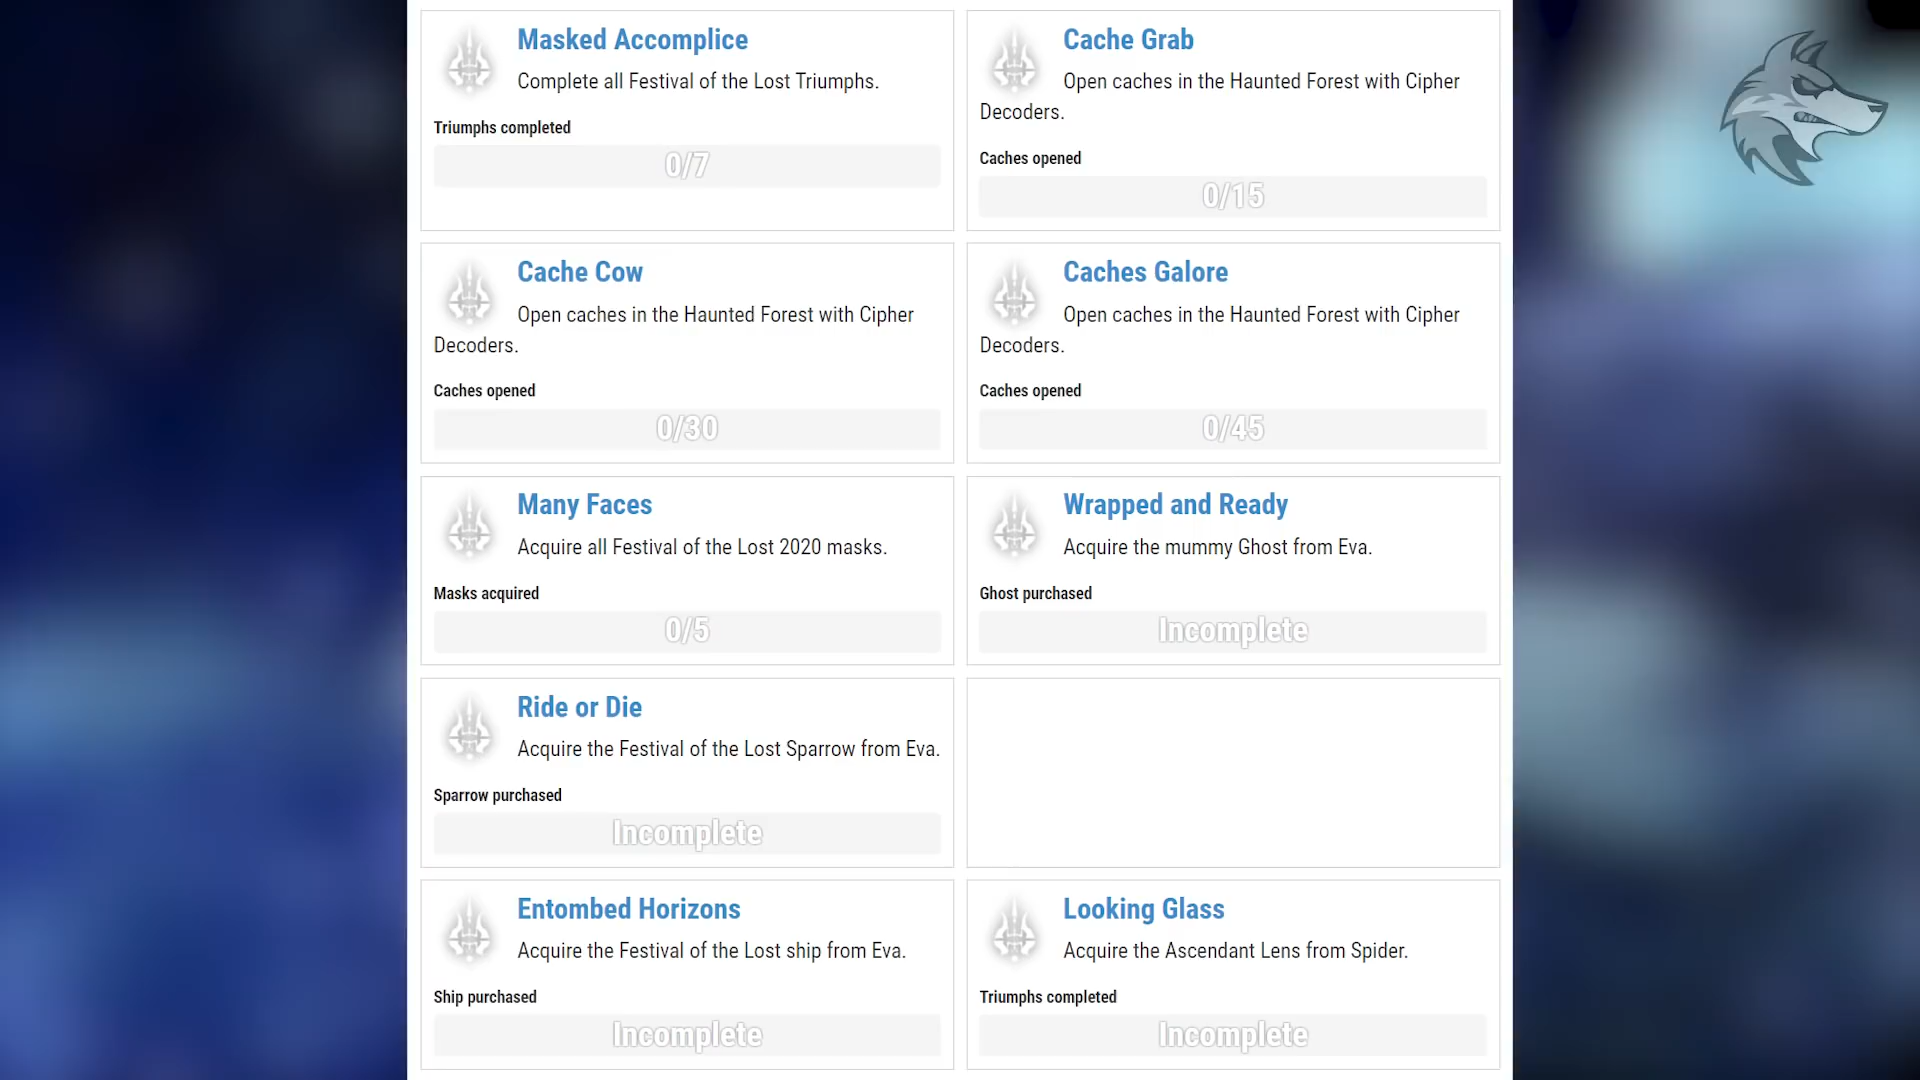 Masked Accomplice
Complete all Festival of the Lost Triumphs.
Triumphs completed
0/7
Cache Grab
Open caches in the Haunted Forest with Cipher
Decoders.
Caches opened
0/15
Cache Cow
Open caches in the Haunted Forest with Cipher
Decoders.
Caches opened
0/30
Caches Galore
Open caches in the Haunted Forest with Cipher
Decoders.
Caches opened
0/45
Many Faces
Acquire all Festival of the Lost 2020 masks.
Masks acquired
0/5
Wrapped and Ready
Acquire the mummy Ghost from Eva.
Ghost purchased
Incomplete
Ride or Die
Acquire the Festival of the Lost Sparrow from Eva.
Sparrow purchased
Incomplete
Entombed Horizons
Acquire the Festival of the Lost ship from Eva.
Ship purchased
Incomplete
Looking Glass
Acquire the Ascendant Lens from Spider.
Triumphs completed
Incomplete